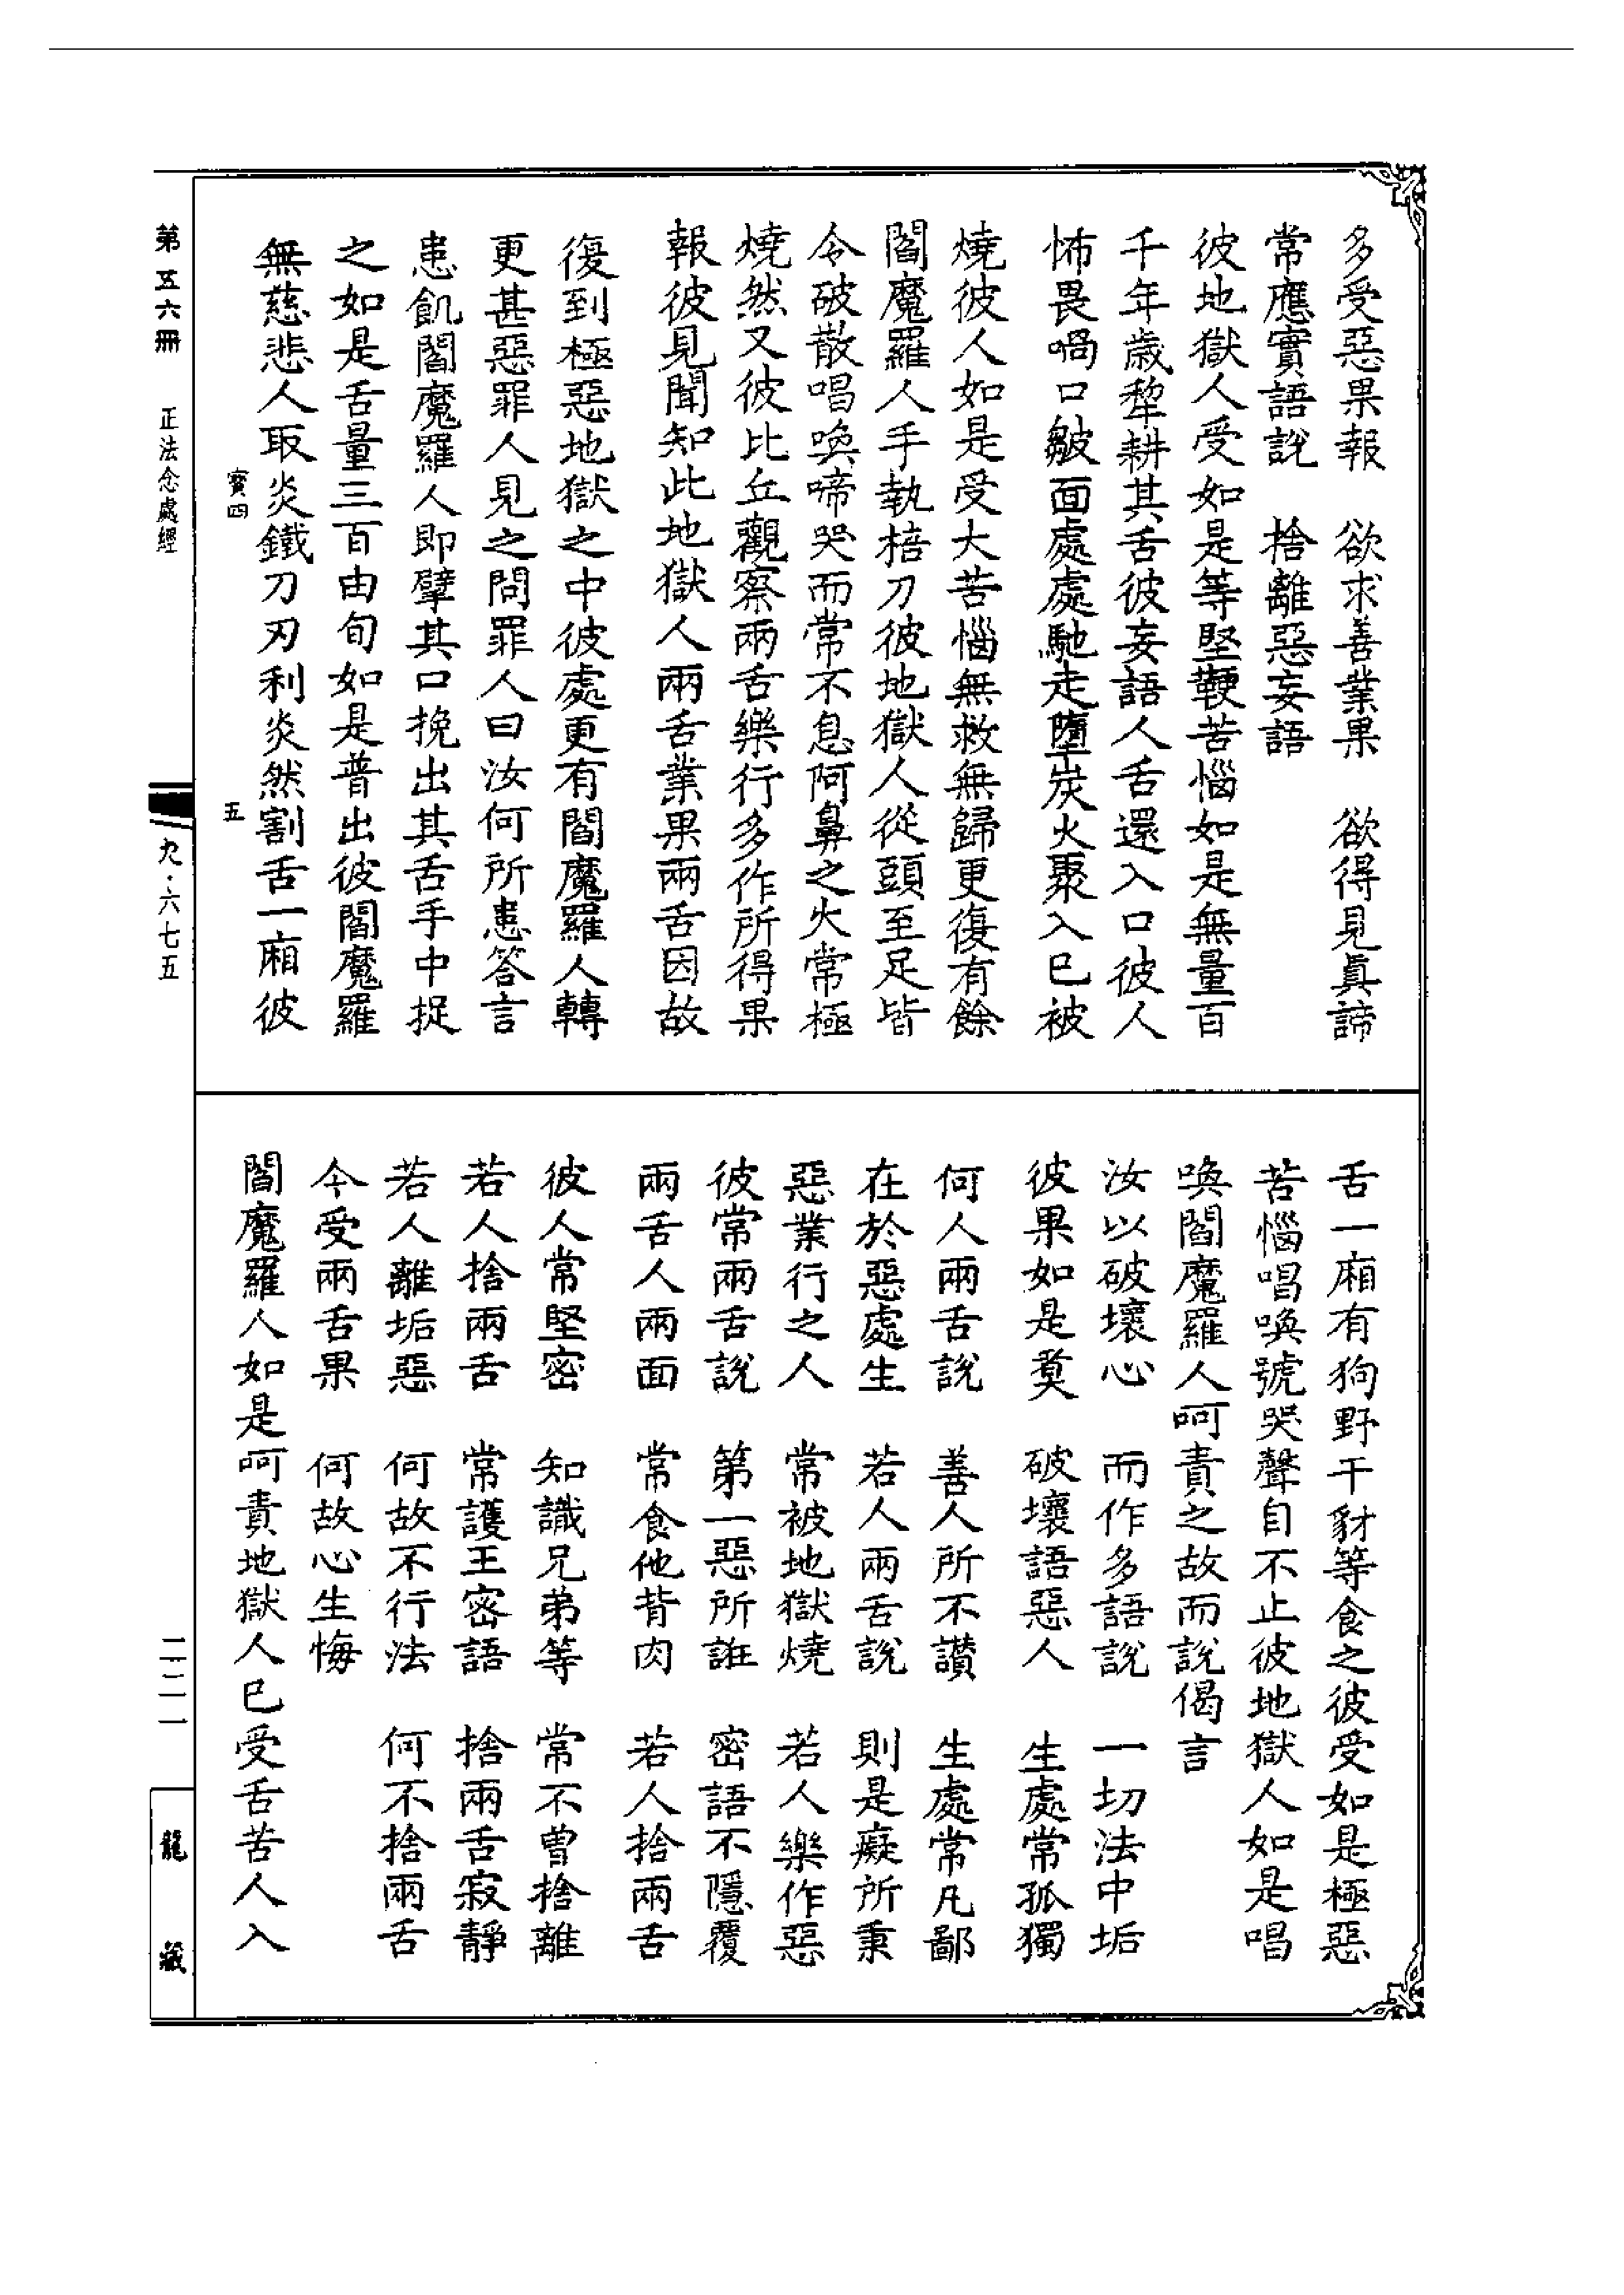 多受惡果報　欲求善業果　欲得見眞諦
常應實語說　捨離惡妄語
彼地獄人受如是等堅鞕苦惱如是無量百
千年歲犂耕其舌彼妄語人舌還入口彼人
怖畏喎口皺面處處馳走墮炭火聚入已被
燒彼人如是受大苦惱無救無歸更復有餘
閻魔羅人手執棓刀彼地獄人從頭至足皆
令破散唱喚啼哭而常不息阿鼻之火常極
燒然又彼比丘觀察兩舌樂行多作所得果
報彼見聞知此地獄人兩舌業果兩舌因故
復到極惡地獄之中彼處更有閻魔羅人轉
更甚惡罪人見之問罪人曰汝何所患答言
患飢閻魔羅人即擘其口挽出其舌手中捉
之如是舌量三百由旬如是普出彼閻魔羅
無慈悲人取炎鐵刀刃利炎然割舌一廂彼
寶四　五
舌一廂有狗野干豺等食之彼受如是極惡
苦惱唱喚號哭聲自不止彼地獄人如是唱
喚閻魔羅人呵責之故而說偈言
汝以破壞心　而作多語說　一切法中垢
彼果如是㚖　破壞語惡人　生處常孤獨
何人兩舌說　善人所不讚　生處常凡鄙
在於惡處生　若人兩舌說　則是癡所秉
惡業行之人　常被地獄燒　若人樂作惡
彼常兩舌說　第一惡所誑　密語不隱覆
兩舌人兩面　常食他背肉　若人捨兩舌
彼人常堅密　知識兄弟等　常不曾捨離
若人捨兩舌　常護王密語　捨兩舌寂靜
若人離垢惡　何故不行法　何不捨兩舌
今受兩舌果　何故心生悔
閻魔羅人如是呵責地獄人已受舌苦人入
第五六冊　正法念處經
九·六七五
二二一
龍藏